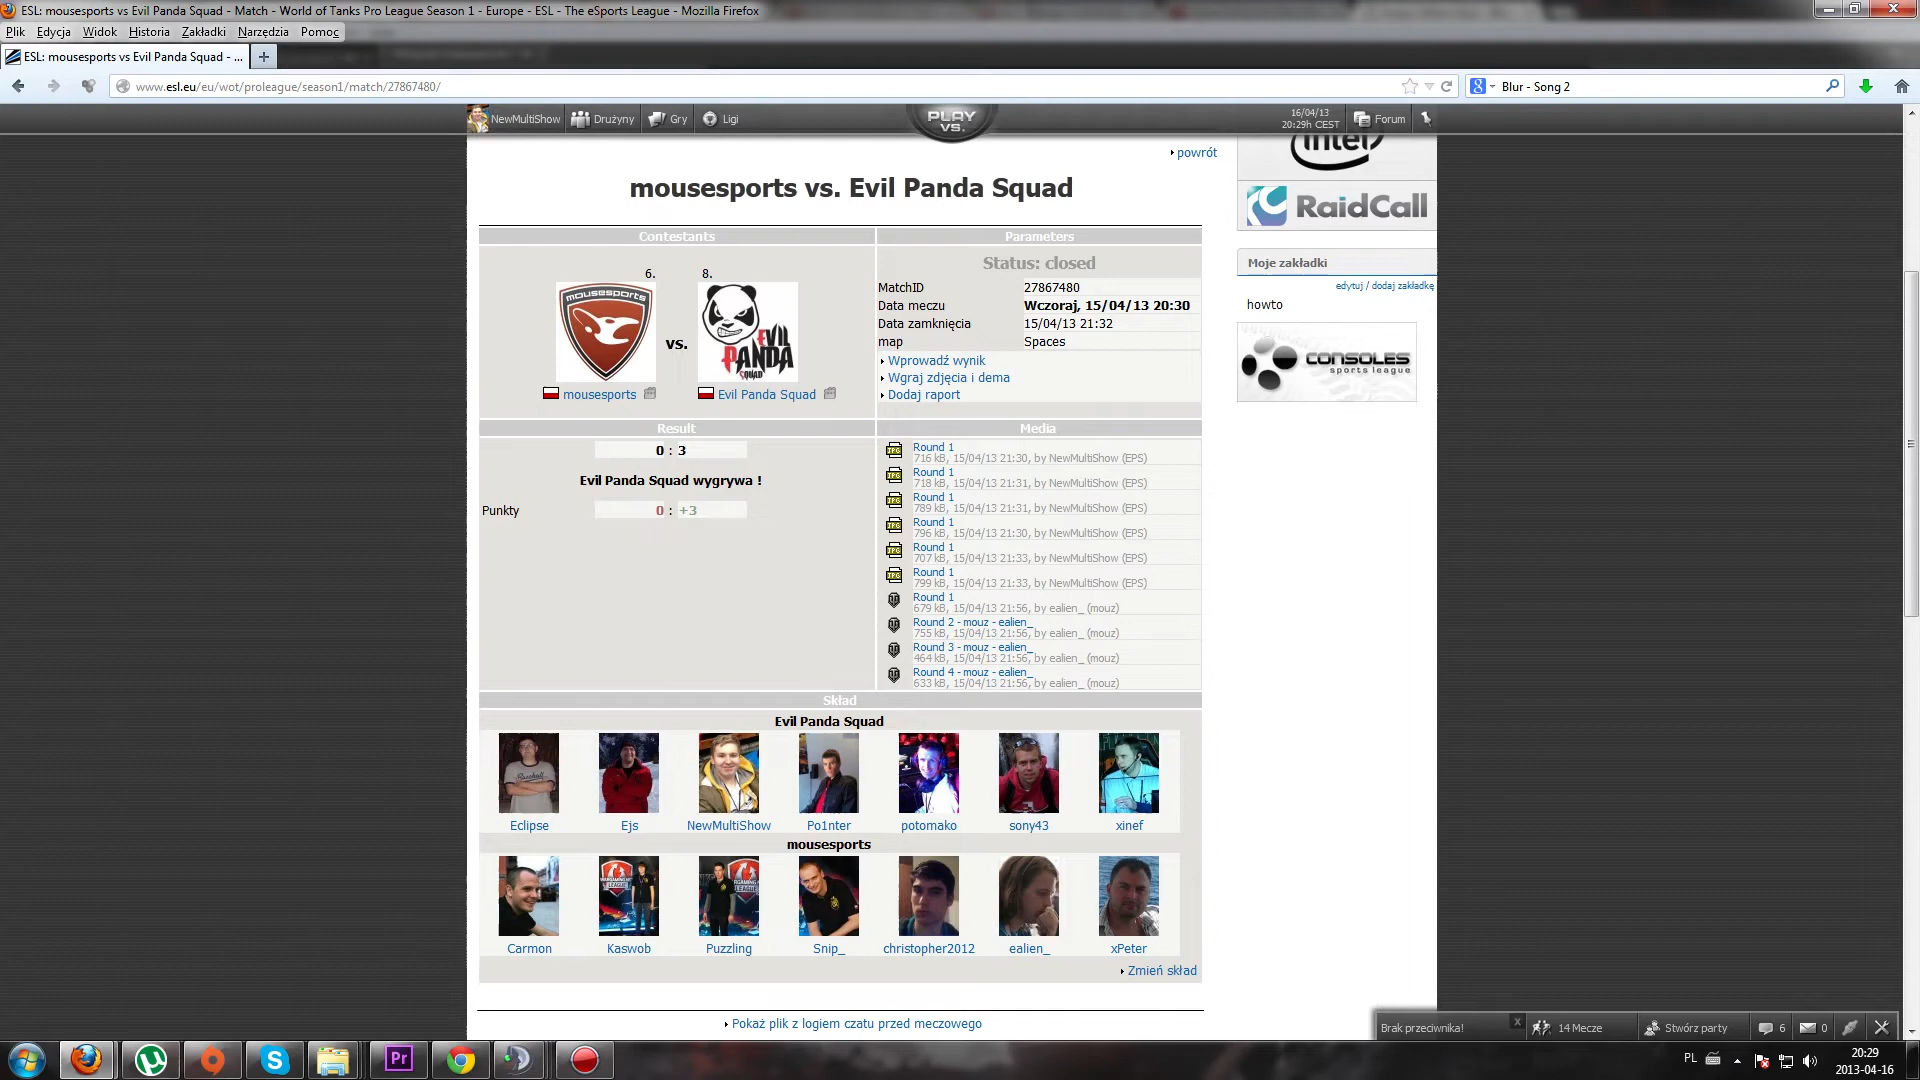 ESL: mousesports vs Evil Panda Squad - Match - World of Tanks Pro League Season 1 - Europe - ESL - The eSports League - Mozilla Firefox
Plik Edycja Widok Historia Zakładki Narzędzia Pomoc
ESL: mousesports vs Evil Panda Squad - ...
www.esl.eu/eu/wot/proleague/season1/match/27867480/
Blur - Song 2
NewMultiShow Drużyny Gry Ligi
PLAY
VS.
16/04/13
20:29h CEST
Forum
powrót
intel
RaidCall
mousesports vs. Evil Panda Squad
Contestants
Parameters
6. 8.
mousesports
EVIL
PANDA
SQUAD
vs.
mousesports
Evil Panda Squad
Status: closed
MatchID 27867480
Data meczu Wczoraj, 15/04/13 20:30
Data zamknięcia 15/04/13 21:32
map Spaces
Wprowadź wynik
Wgraj zdjęcia i dema
Dodaj raport
Moje zakładki
edytuj / dodaj zakładkę
howto
CONSOLES
sports league
Result
0 : 3
Evil Panda Squad wygrywa !
Punkty 0 : +3
Media
Round 1
716 kB, 15/04/13 21:30, by NewMultiShow (EPS)
Round 1
718 kB, 15/04/13 21:31, by NewMultiShow (EPS)
Round 1
789 kB, 15/04/13 21:31, by NewMultiShow (EPS)
Round 1
796 kB, 15/04/13 21:30, by NewMultiShow (EPS)
Round 1
707 kB, 15/04/13 21:33, by NewMultiShow (EPS)
Round 1
799 kB, 15/04/13 21:33, by NewMultiShow (EPS)
Round 1
679 kB, 15/04/13 21:56, by ealien_ (mouz)
Round 2 - mouz - ealien_
755 kB, 15/04/13 21:56, by ealien_ (mouz)
Round 3 - mouz - ealien_
464 kB, 15/04/13 21:56, by ealien_ (mouz)
Round 4 - mouz - ealien_
633 kB, 15/04/13 21:56, by ealien_ (mouz)
Skład
Evil Panda Squad
Eclipse Ejs NewMultiShow Po1nter potomako sony43 xinef
mousesports
Carmon Kaswob Puzzling Snip_ christopher2012 ealien_ xPeter
Zmień skład
Pokaż plik z logiem czatu przed meczowego
Brak przeciwnika! x 14 Mecze Stwórz party 6 0
Pr
PL
20:29
2013-04-16